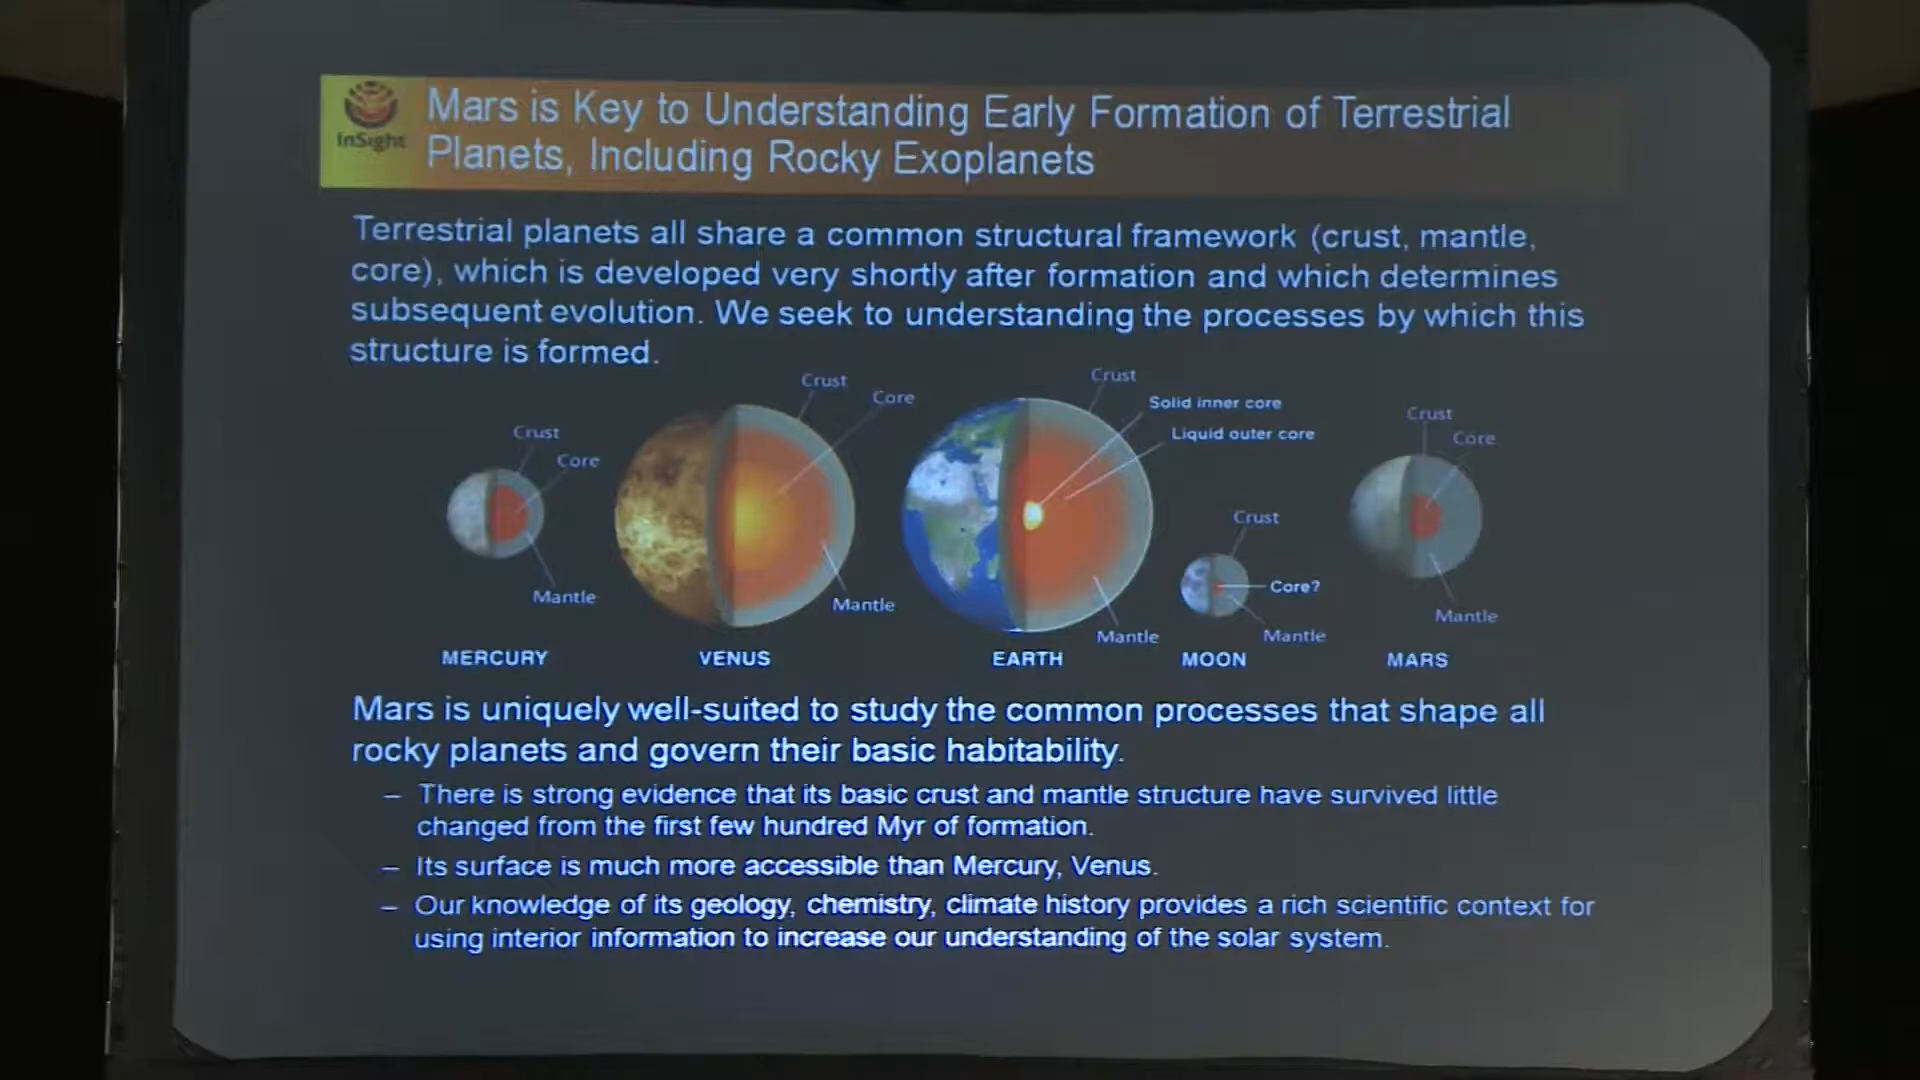 InSight
Mars is Key to Understanding Early Formation of Terrestrial
Planets, Including Rocky Exoplanets
Terrestrial planets all share a common structural framework (crust, mantle,
core), which is developed very shortly after formation and which determines
subsequent evolution. We seek to understanding the processes by which this
structure is formed.
Crust
Core
Mantle
MERCURY
Crust
Core
Mantle
VENUS
Crust
Solid inner core
Liquid outer core
Mantle
EARTH
Crust
Core?
Mantle
MOON
Crust
Core
Mantle
MARS
Mars is uniquely well-suited to study the common processes that shape all
rocky planets and govern their basic habitability.
– There is strong evidence that its basic crust and mantle structure have survived little
changed from the first few hundred Myr of formation.
– Its surface is much more accessible than Mercury, Venus.
– Our knowledge of its geology, chemistry, climate history provides a rich scientific context for
using interior information to increase our understanding of the solar system.